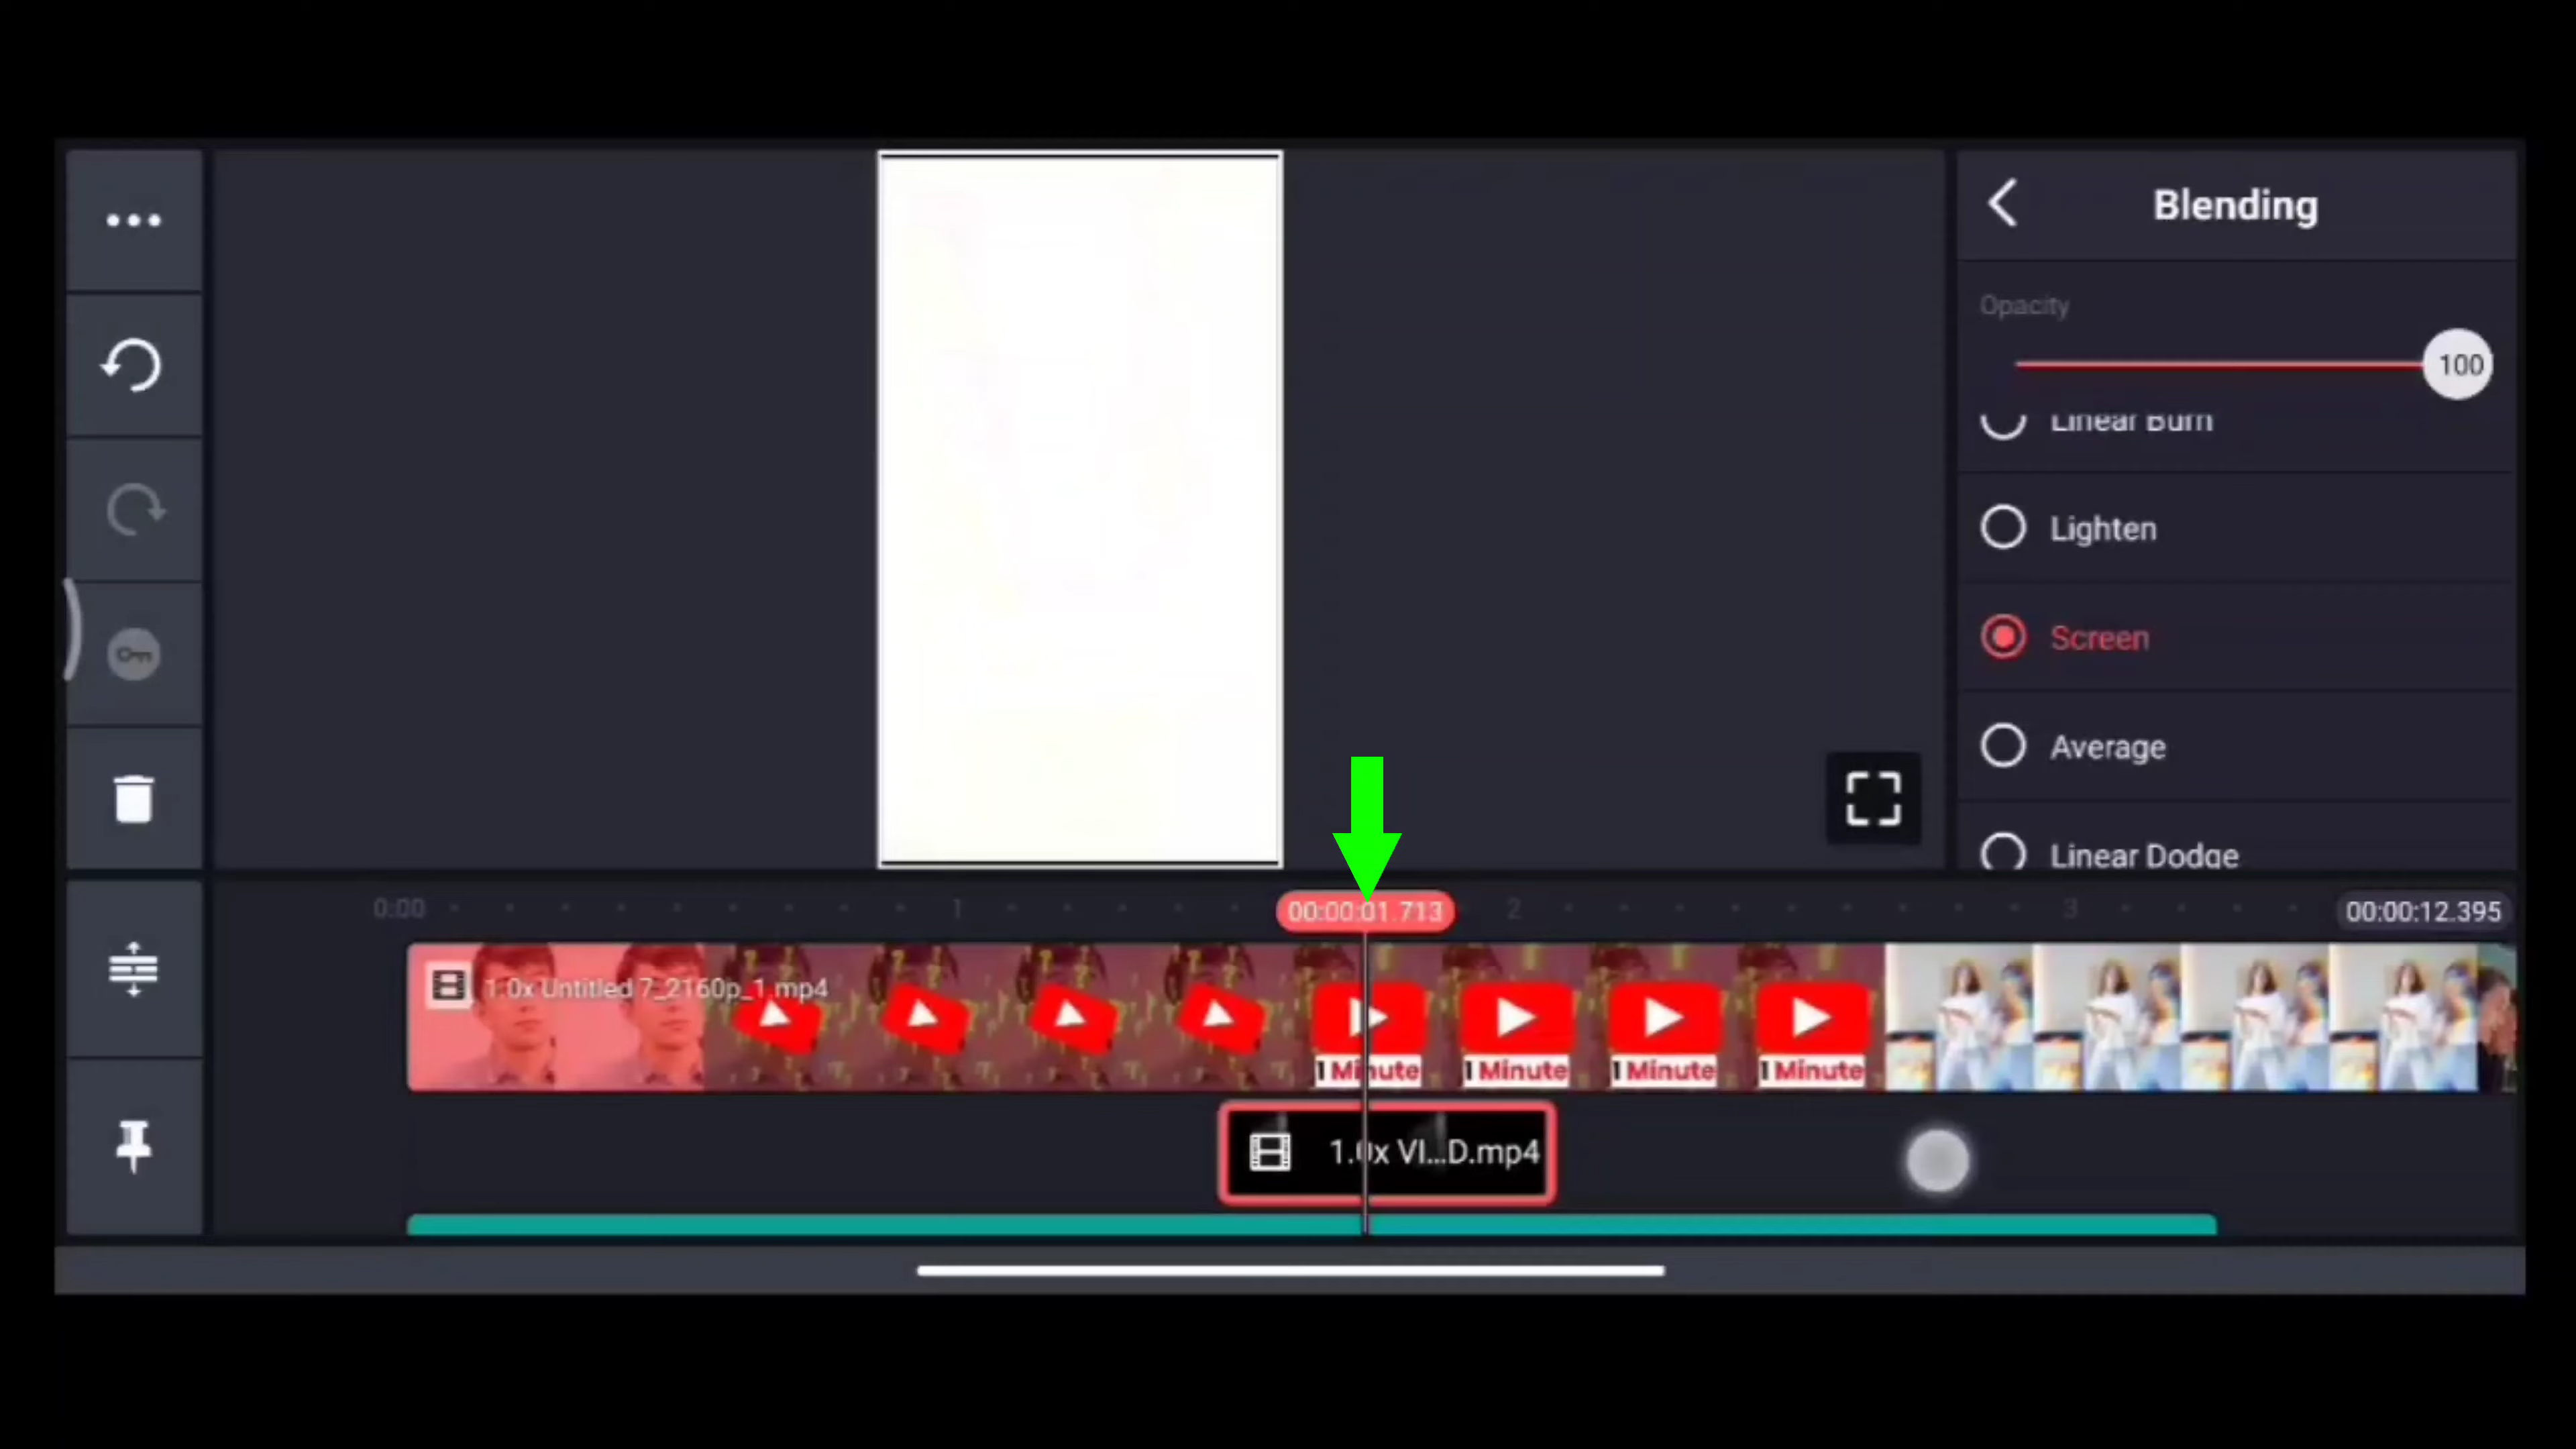 Blending
Opacity
100
Linear Burn
Lighten
Screen
Average
Linear Dodge
0:00 1 00:00:01.713 2 3 00:00:12.395
1.0x Untitled 7_2160p_1.mp4
1 Minute 1 Minute 1 Minute 1 Minute
1.0x VI...D.mp4